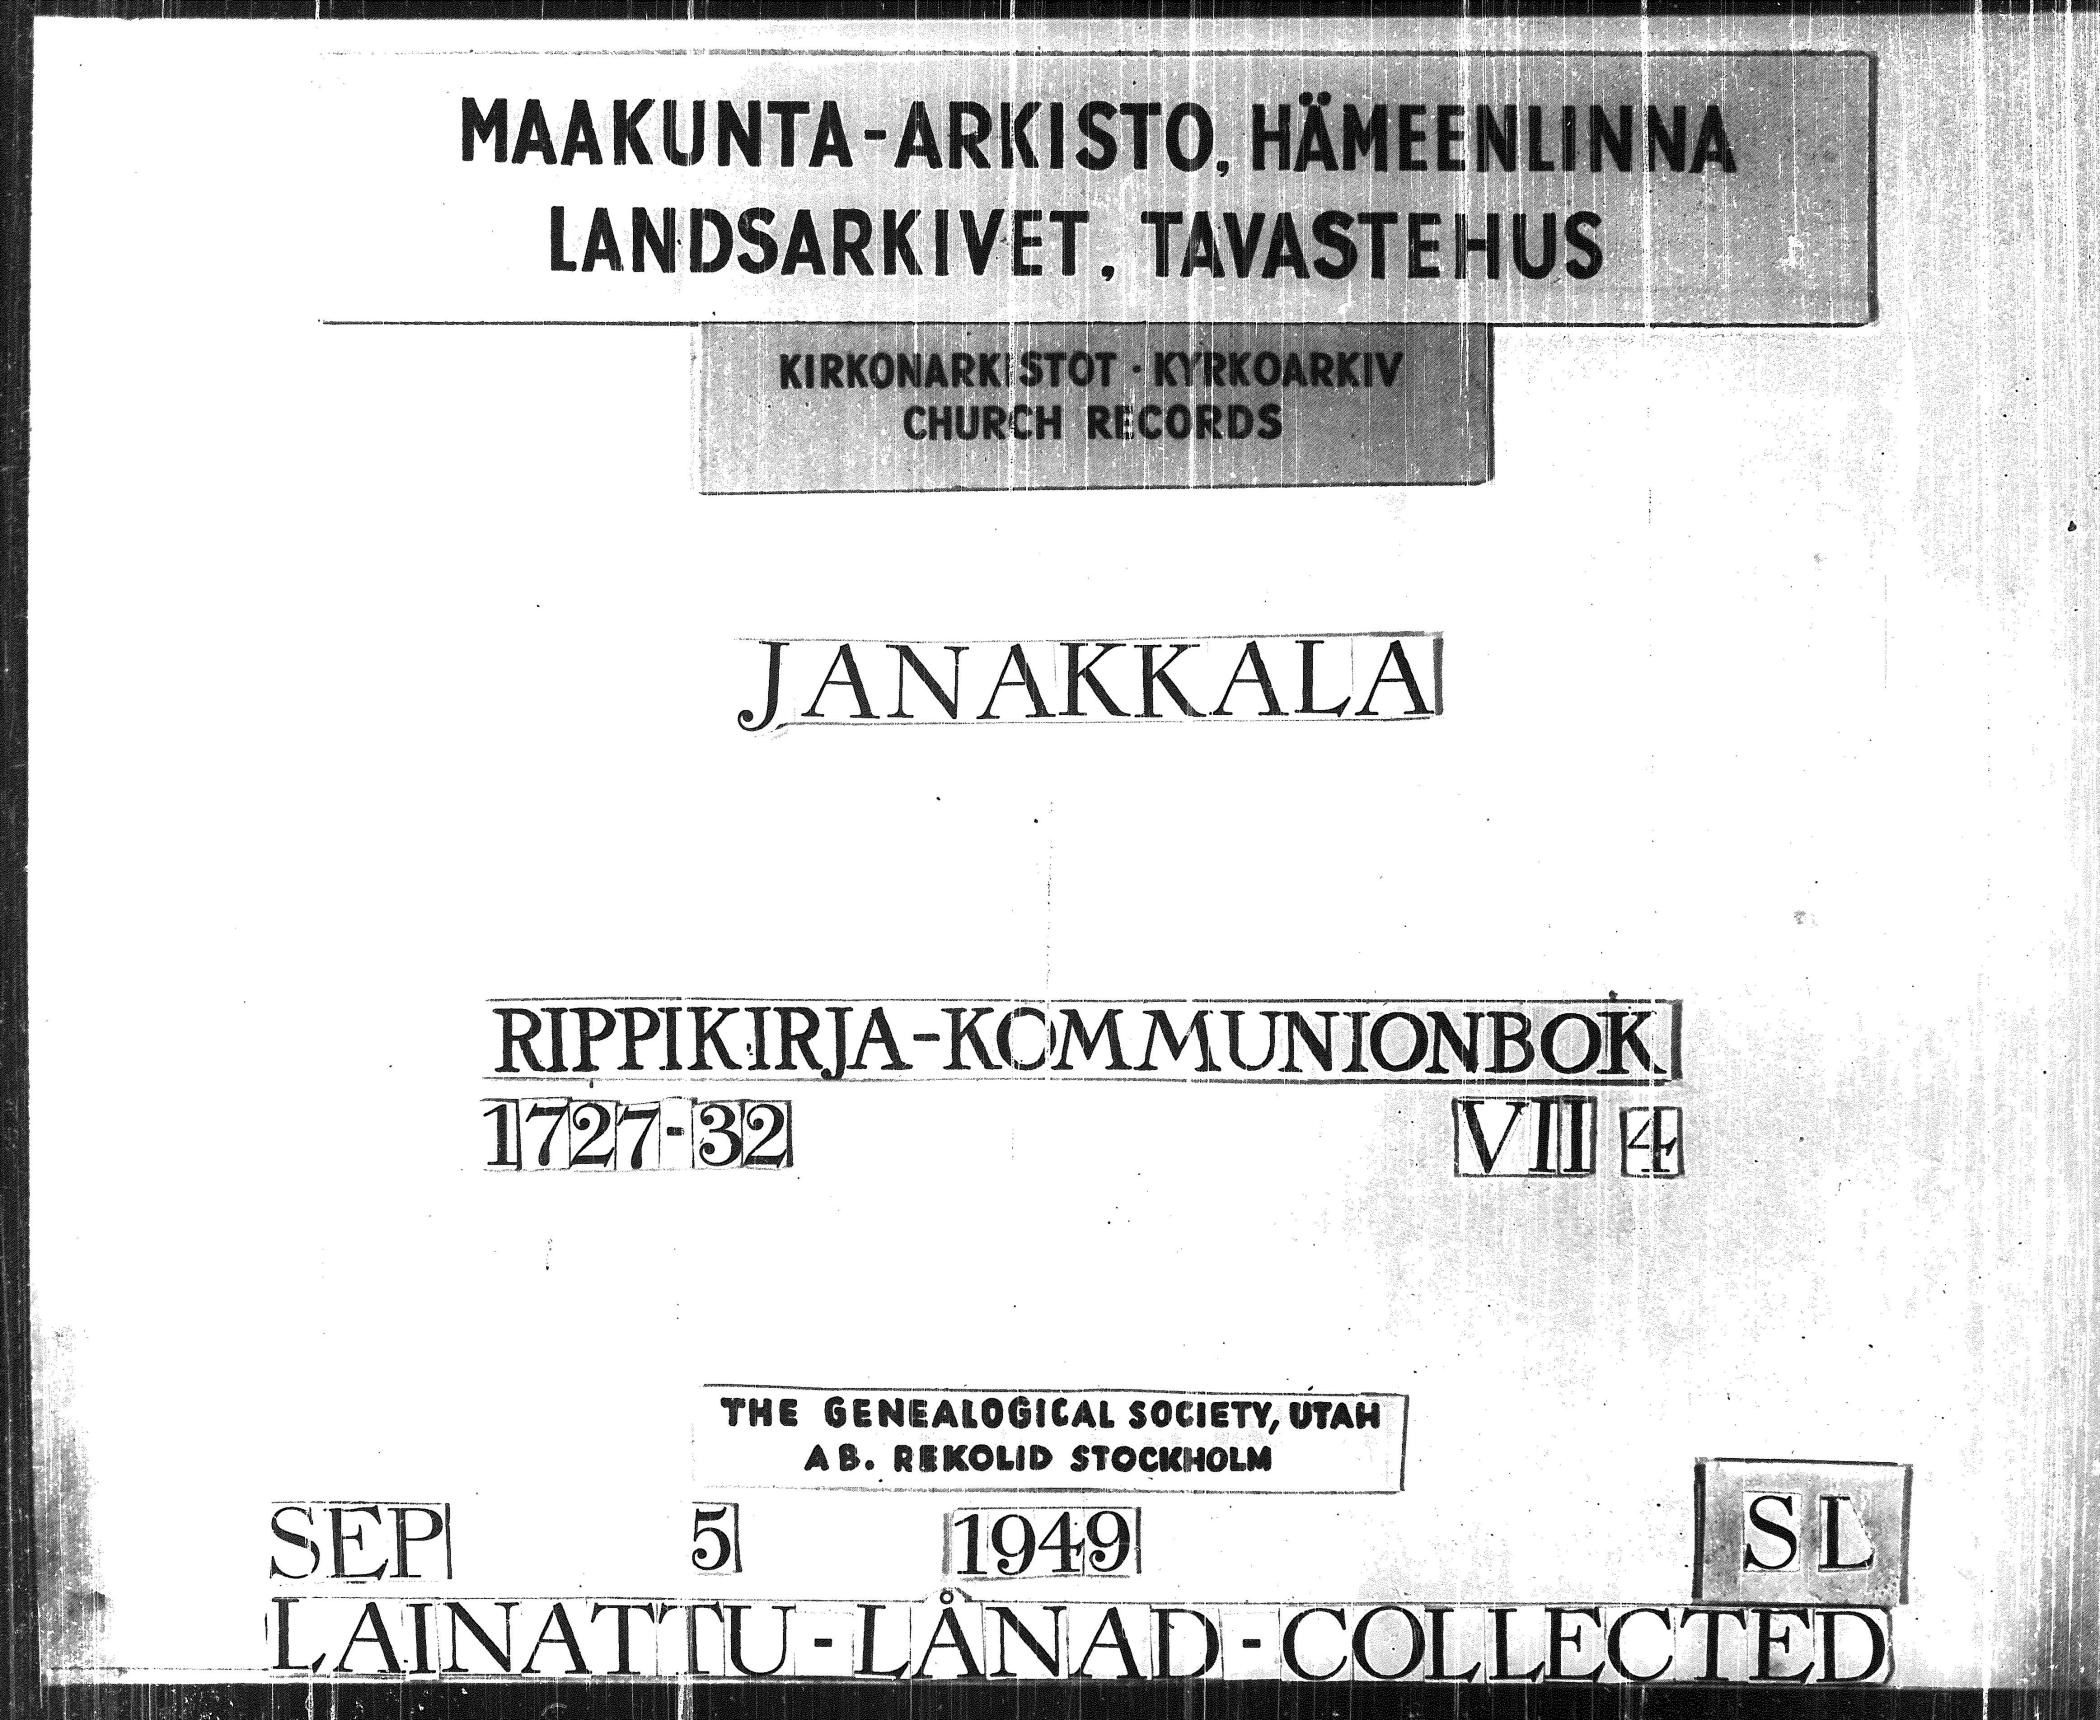 MAAKUNTA-ARKISTO, HÄMEENLINNA
LANDSARKIVET, TAVASTEHUS
KIRKONARKISTOT · KYRKOARKIV
CHURCH RECORDS
JANAKKALA
RIPPIKIRJA-KOMMUNIONBOK
1727-32 VII 4
THE GENEALOGICAL SOCIETY, UTAH
AB. REKOLID STOCKHOLM
SEP 5 1949 SL
LAINATTU-LÅNAD-COLLECTED